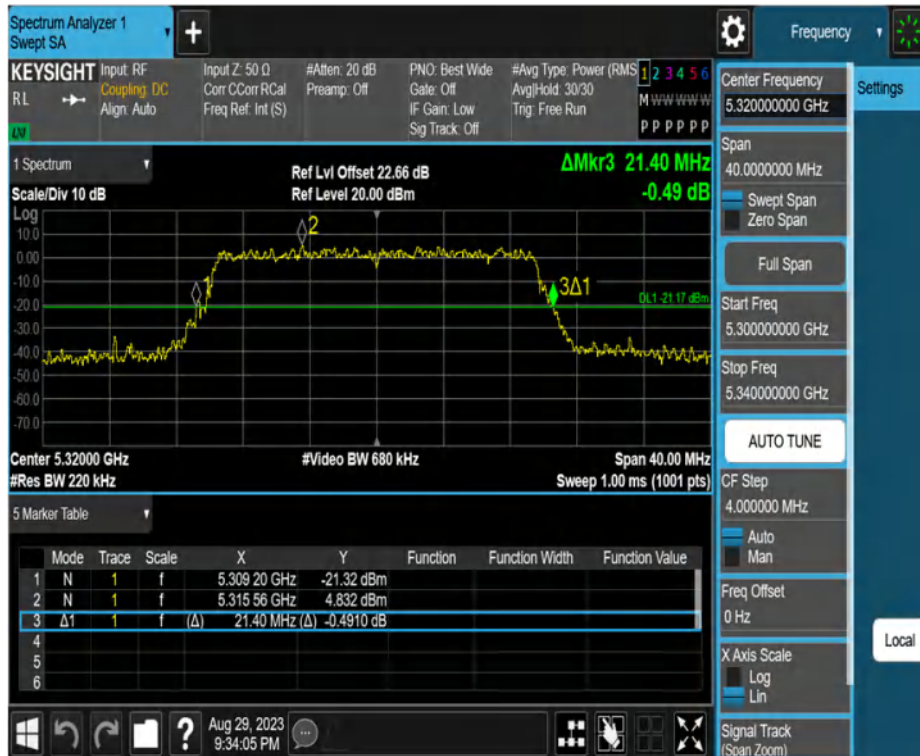 Spectrum Analyzer 1
Swept SA
+
Frequency
KEYSIGHT
RL
Input: RF
Coupling: DC
Align: Auto
Input Z: 50 Ω
Corr CCorr RCal
Freq Ref: Int (S)
#Atten: 20 dB
Preamp: Off
PNO: Best Wide
Gate: Off
IF Gain: Low
Sig Track: Off
#Avg Type: Power (RMS
Avg|Hold: 30/30
Trig: Free Run
1 2 3 4 5 6
M W W W W W
P P P P P P
1 Spectrum
Scale/Div 10 dB
Ref Lvl Offset 22.66 dB
Ref Level 20.00 dBm
ΔMkr3 21.40 MHz
-0.49 dB
Log
10.0
0.00
-10.0
-20.0
-30.0
-40.0
-50.0
-60.0
-70.0
2
1
3Δ1
DL1 -21.17 dBm
Center 5.32000 GHz
#Res BW 220 kHz
#Video BW 680 kHz
Span 40.00 MHz
Sweep 1.00 ms (1001 pts)
5 Marker Table
Mode Trace Scale X Y Function Function Width Function Value
1 N 1 f 5.309 20 GHz -21.32 dBm
2 N 1 f 5.315 56 GHz 4.832 dBm
3 Δ1 1 f (Δ) 21.40 MHz (Δ) -0.4910 dB
4
5
6
?
Aug 29, 2023
9:34:05 PM
Center Frequency
5.320000000 GHz
Settings
Span
40.0000000 MHz
Swept Span
Zero Span
Full Span
Start Freq
5.300000000 GHz
Stop Freq
5.340000000 GHz
AUTO TUNE
CF Step
4.000000 MHz
Auto
Man
Freq Offset
0 Hz
X Axis Scale
Log
Lin
Signal Track
(Span Zoom)
Local